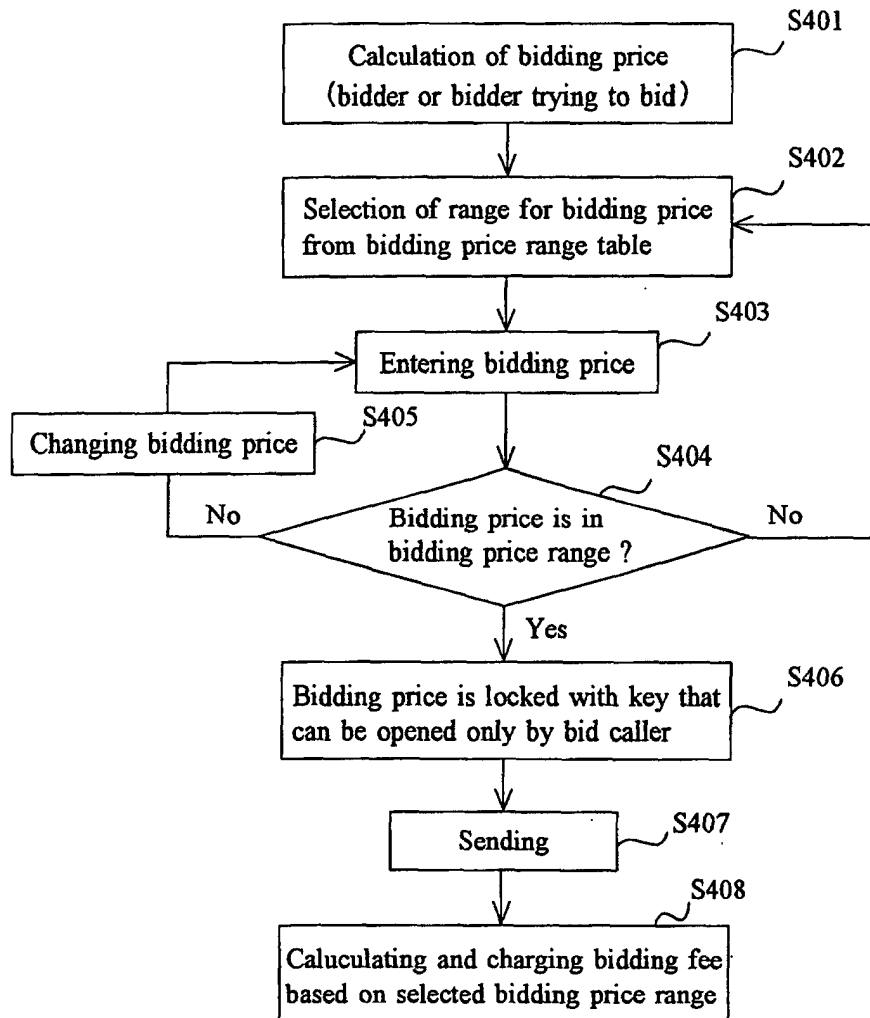 S401
Calculation of bidding price
(bidder or bidder trying to bid)
S402
Selection of range for bidding price
from bidding price range table
S403
Entering bidding price
S405
Changing bidding price
S404
No
Bidding price is in
bidding price range ?
No
Yes
S406
Bidding price is locked with key that
can be opened only by bid caller
S407
Sending
S408
Caluculating and charging bidding fee
based on selected bidding price range